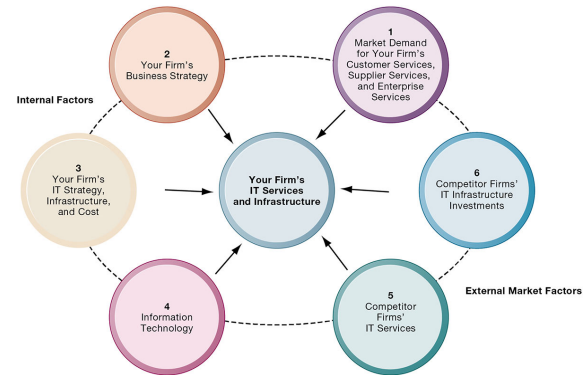 1
Market Demand
for Your Firm's
Customer Services,
Supplier Services,
and Enterprise
Services
2
Your Firm's
Business Strategy
Internal Factors
3
Your Firm's
IT Strategy,
Infrastructure,
and Cost
Your Firm's
IT Services
and Infrastructure
6
Competitor Firms'
IT Infrastructure
Investments
4
Information
Technology
5
Competitor
Firms'
IT Services
External Market Factors